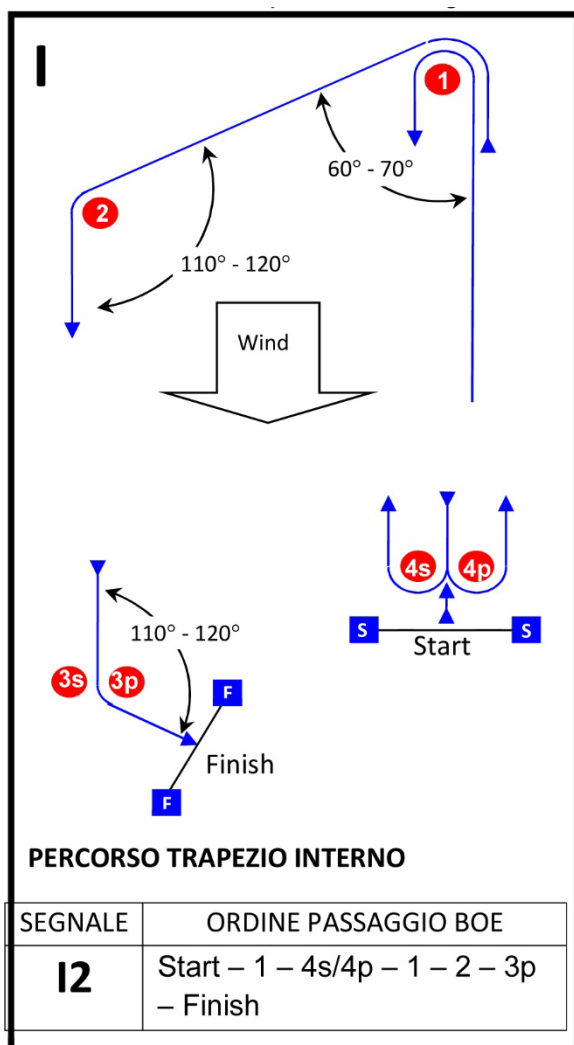 I
1
60° - 70°
2
110° - 120°
Wind
4s 4p
S S
Start
110° - 120°
3s 3p
F
Finish
F
PERCORSO TRAPEZIO INTERNO
SEGNALE ORDINE PASSAGGIO BOE
I2 Start – 1 – 4s/4p – 1 – 2 – 3p
– Finish